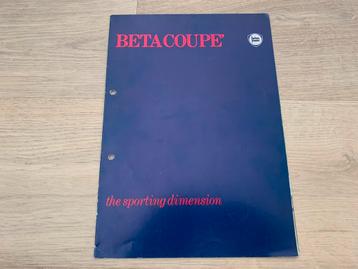 BETA COUPE'
the sporting dimension